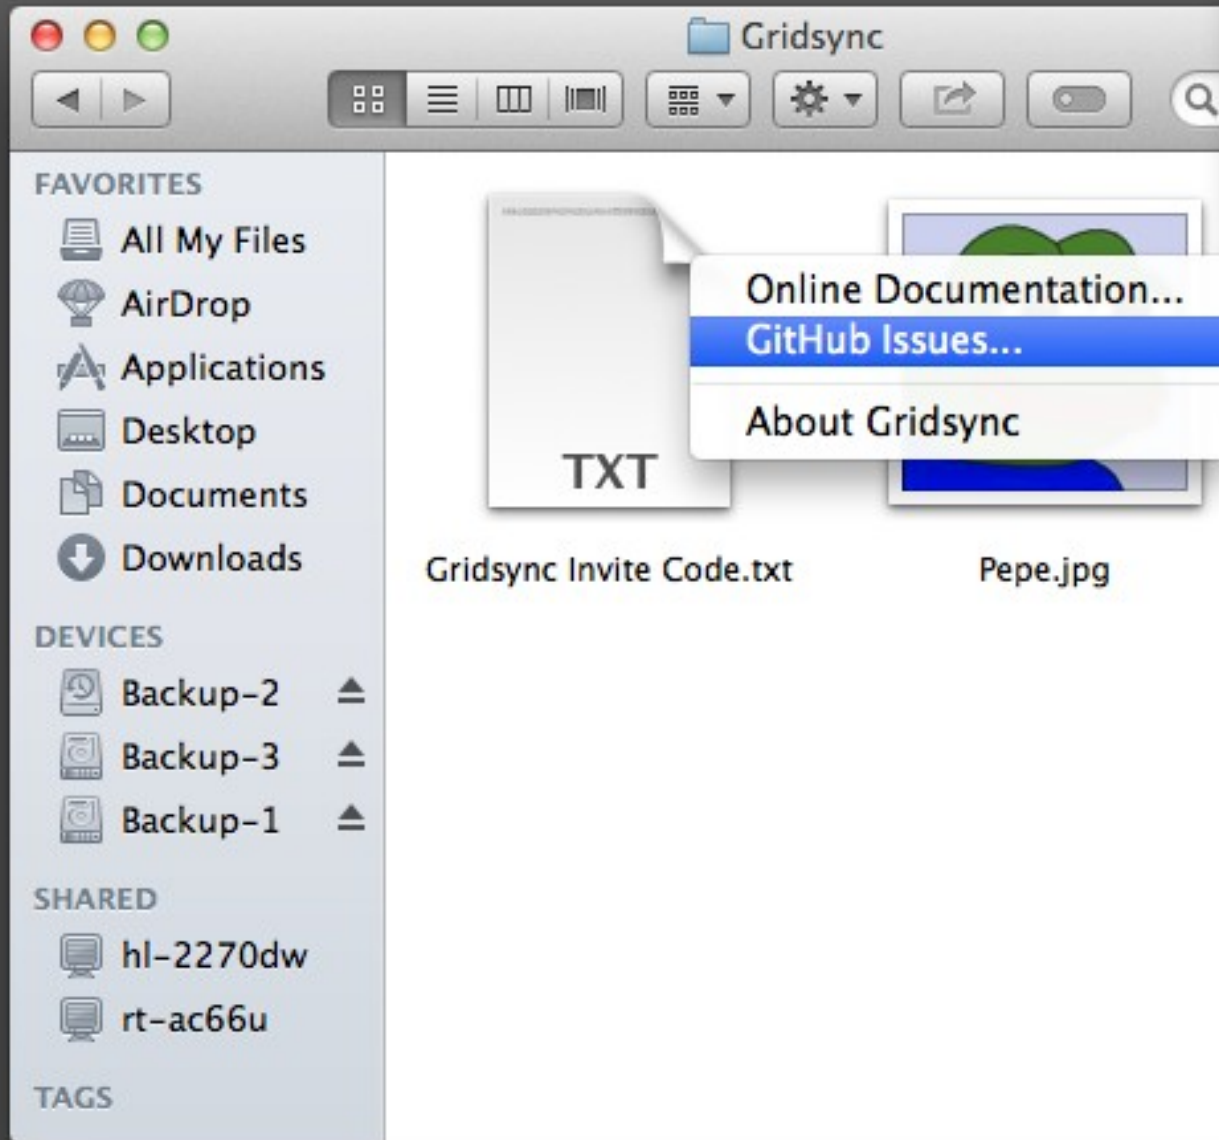 Gridsync
FAVORITES
All My Files
AirDrop
Applications
Desktop
Documents
Downloads
DEVICES
Backup-2
Backup-3
Backup-1
SHARED
hl-2270dw
rt-ac66u
TAGS
TXT
Gridsync Invite Code.txt
Pepe.jpg
Online Documentation...
GitHub Issues...
About Gridsync